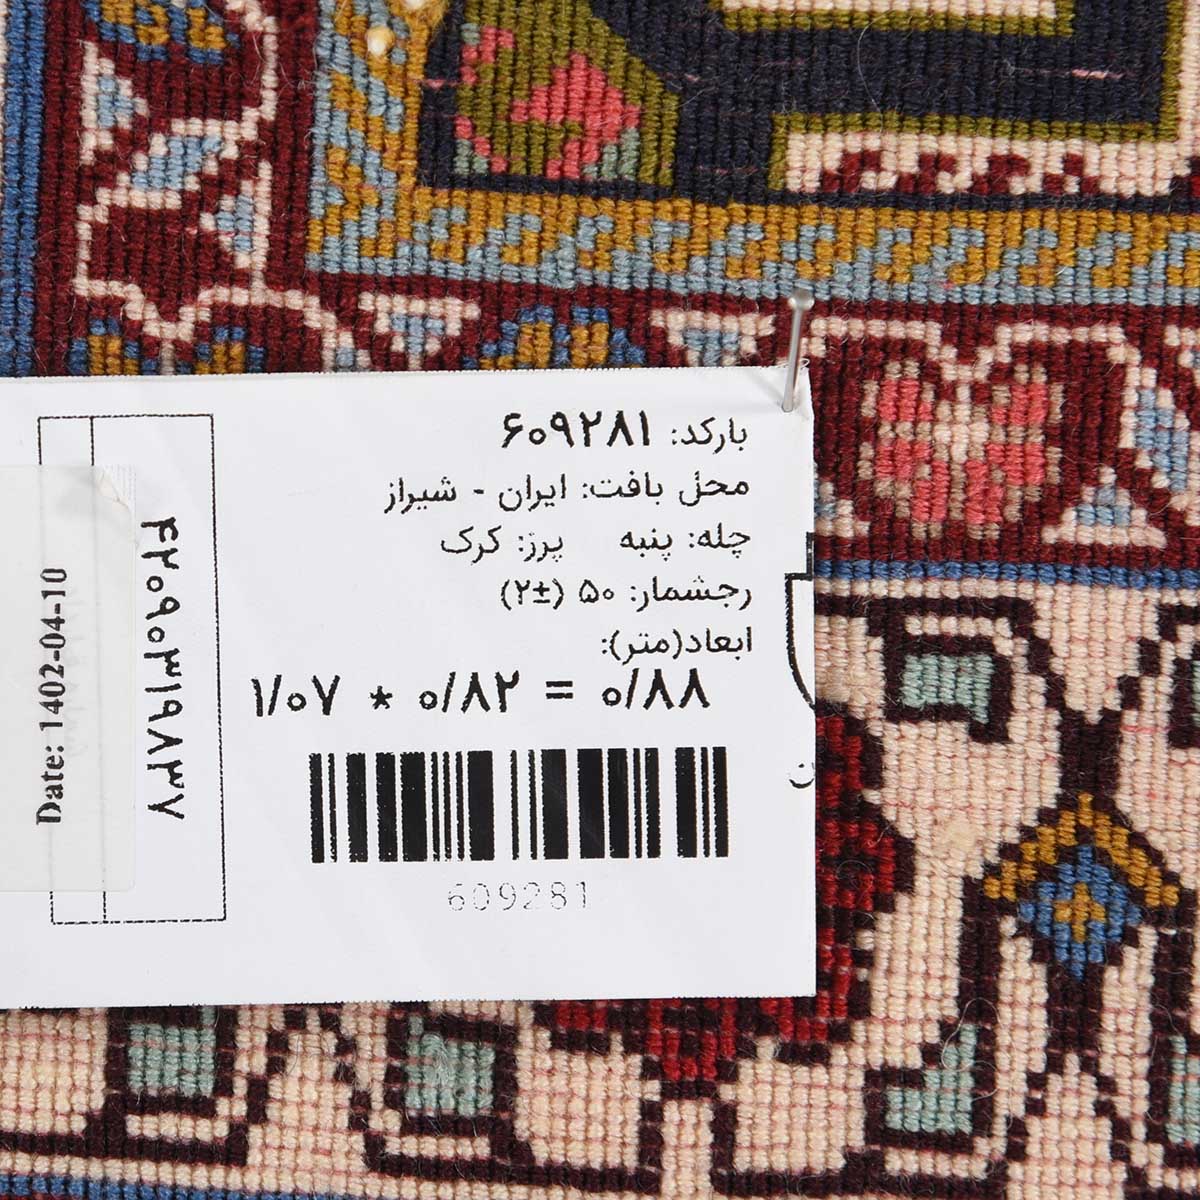 بارکد: ۶۰۹۲۸۱
محل بافت: ایران - شیراز
چله: پنبه پرز: کرک
رجشمار: ۵۰ (±۲)
ابعاد(متر):
۱/۰۷ * ۰/۸۲ = ۰/۸۸
609281
۴۲۰۹۰۳۱۹۸۳۷
Date: 1402-04-10